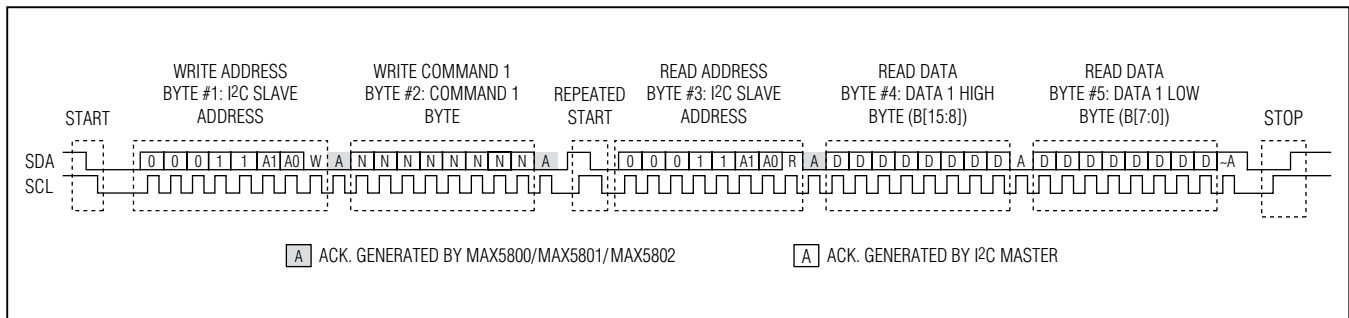 START
WRITE ADDRESS
BYTE #1: I²C SLAVE
ADDRESS
WRITE COMMAND 1
BYTE #2: COMMAND 1
BYTE
REPEATED
START
READ ADDRESS
BYTE #3: I²C SLAVE
ADDRESS
READ DATA
BYTE #4: DATA 1 HIGH
BYTE (B[15:8])
READ DATA
BYTE #5: DATA 1 LOW
BYTE (B[7:0])
STOP
SDA 0 0 0 1 1 A1 A0 W A N N N N N N N N A 0 0 0 1 1 A1 A0 R A D D D D D D D D A D D D D D D D D ~A
SCL
A ACK. GENERATED BY MAX5800/MAX5801/MAX5802
A ACK. GENERATED BY I²C MASTER